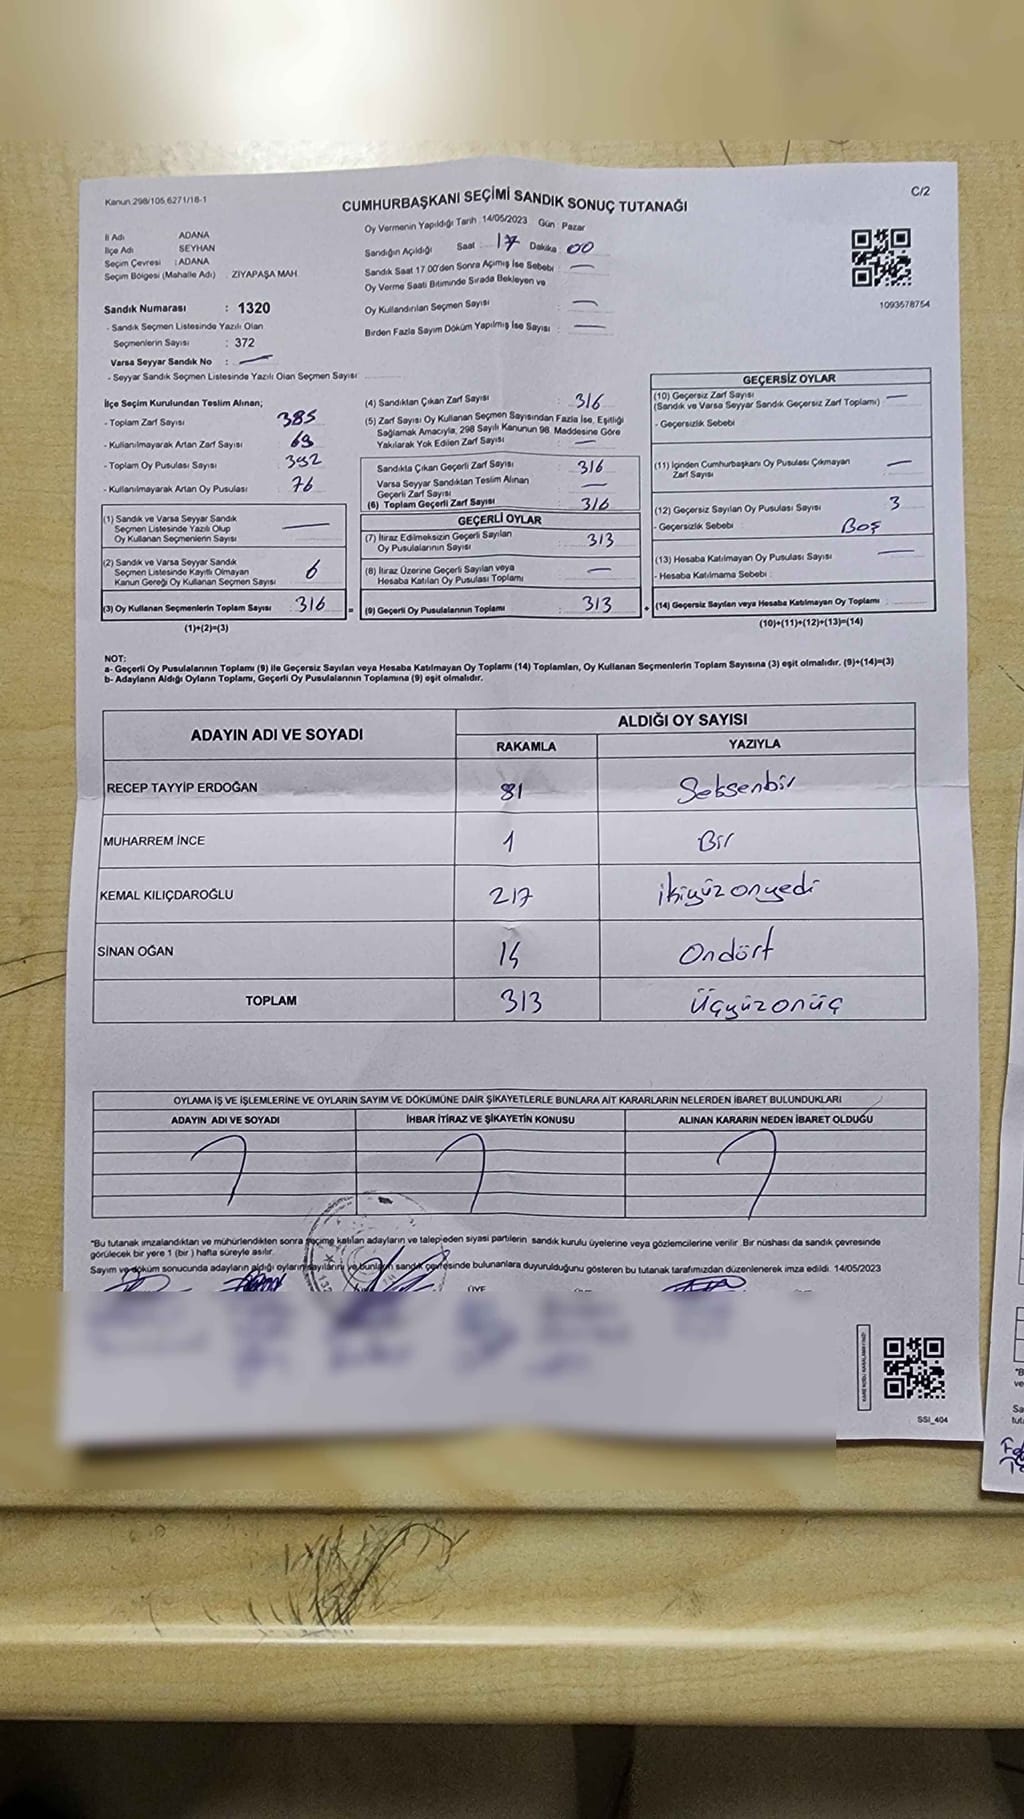 Kanun.298/105,6271/18-1
CUMHURBAŞKANI SEÇİMİ SANDIK SONUÇ TUTANAĞI
C/2
İl Adı ADANA
İlçe Adı SEYHAN
Seçim Çevresi : ADANA
Seçim Bölgesi (Mahalle Adı) : ZİYAPAŞA MAH.
Oy Vermenin Yapıldığı Tarih : 14/05/2023 Gün : Pazar
Sandığın Açıldığı Saat : 17 Dakika : 00
Sandık Saat 17.00'den Sonra Açılmış İse Sebebi : —
Oy Verme Saati Bitiminde Sırada Bekleyen ve
Oy Kullandırılan Seçmen Sayısı : —
Birden Fazla Sayım Döküm Yapılmış İse Sayısı : —
1093578754
Sandık Numarası : 1320
- Sandık Seçmen Listesinde Yazılı Olan
Seçmenlerin Sayısı : 372
Varsa Seyyar Sandık No : —
- Seyyar Sandık Seçmen Listesinde Yazılı Olan Seçmen Sayısı
İlçe Seçim Kurulundan Teslim Alınan;
- Toplam Zarf Sayısı : 385
- Kullanılmayarak Artan Zarf Sayısı : 69
- Toplam Oy Pusulası Sayısı : 392
- Kullanılmayarak Artan Oy Pusulası : 76
(1) Sandık ve Varsa Seyyar Sandık
Seçmen Listesinde Yazılı Olup
Oy Kullanan Seçmenlerin Sayısı : —
(2) Sandık ve Varsa Seyyar Sandık
Seçmen Listesinde Kayıtlı Olmayan
Kanun Gereği Oy Kullanan Seçmen Sayısı : 6
(3) Oy Kullanan Seçmenlerin Toplam Sayısı : 316 =
(1)+(2)=(3)
(4) Sandıktan Çıkan Zarf Sayısı : 316
(5) Zarf Sayısı Oy Kullanan Seçmen Sayısından Fazla İse, Eşitliği
Sağlamak Amacıyla, 298 Sayılı Kanunun 98. Maddesine Göre
Yakılarak Yok Edilen Zarf Sayısı : —
Sandıkta Çıkan Geçerli Zarf Sayısı : 316
Varsa Seyyar Sandıktan Teslim Alınan
Geçerli Zarf Sayısı : —
(6) Toplam Geçerli Zarf Sayısı : 316
GEÇERLİ OYLAR
(7) İtiraz Edilmeksizin Geçerli Sayılan
Oy Pusulalarının Sayısı : 313
(8) İtiraz Üzerine Geçerli Sayılan veya
Hesaba Katılan Oy Pusulası Toplamı : —
(9) Geçerli Oy Pusulalarının Toplamı : 313 +
GEÇERSİZ OYLAR
(10) Geçersiz Zarf Sayısı : —
(Sandık ve Varsa Seyyar Sandık Geçersiz Zarf Toplamı)
- Geçersizlik Sebebi :
(11) İçinden Cumhurbaşkanı Oy Pusulası Çıkmayan
Zarf Sayısı : —
(12) Geçersiz Sayılan Oy Pusulası Sayısı : 3
- Geçersizlik Sebebi : Boş
(13) Hesaba Katılmayan Oy Pusulası Sayısı : —
- Hesaba Katılmama Sebebi :
(14) Geçersiz Sayılan veya Hesaba Katılmayan Oy Toplamı :
(10)+(11)+(12)+(13)=(14)
NOT:
a- Geçerli Oy Pusulalarının Toplamı (9) ile Geçersiz Sayılan veya Hesaba Katılmayan Oy Toplamı (14) Toplamları, Oy Kullanan Seçmenlerin Toplam Sayısına (3) eşit olmalıdır. (9)+(14)=(3)
b- Adayların Aldığı Oyların Toplamı, Geçerli Oy Pusulalarının Toplamına (9) eşit olmalıdır.
ADAYIN ADI VE SOYADI ALDIĞI OY SAYISI
RAKAMLA YAZIYLA
RECEP TAYYİP ERDOĞAN 81 Seksenbir
MUHARREM İNCE 1 Bir
KEMAL KILIÇDAROĞLU 217 ikiyüzonyedi
SİNAN OĞAN 14 Ondört
TOPLAM 313 Üçyüzonüç
OYLAMA İŞ VE İŞLEMLERİNE VE OYLARIN SAYIM VE DÖKÜMÜNE DAİR ŞİKAYETLERLE BUNLARA AİT KARARLARIN NELERDEN İBARET BULUNDUKLARI
ADAYIN ADI VE SOYADI İHBAR İTİRAZ VE ŞİKAYETİN KONUSU ALINAN KARARIN NEDEN İBARET OLDUĞU
"Bu tutanak imzalandıktan ve mühürlendikten sonra seçime katılan adayların ve talep eden siyasi partilerin sandık kurulu üyelerine veya gözlemcilerine verilir. Bir nüshası da sandık çevresinde
görülecek bir yere 1 (bir) hafta süreyle asılır.
Sayım ve döküm sonucunda adayların aldığı oyların sayılarını ve bunların sandık çevresinde bulunanlara duyurulduğunu gösteren bu tutanak tarafımızdan düzenlenerek imza edildi. 14/05/2023
ÜYE
KAREKODU KARALAMAYINIZ!
SSI_404